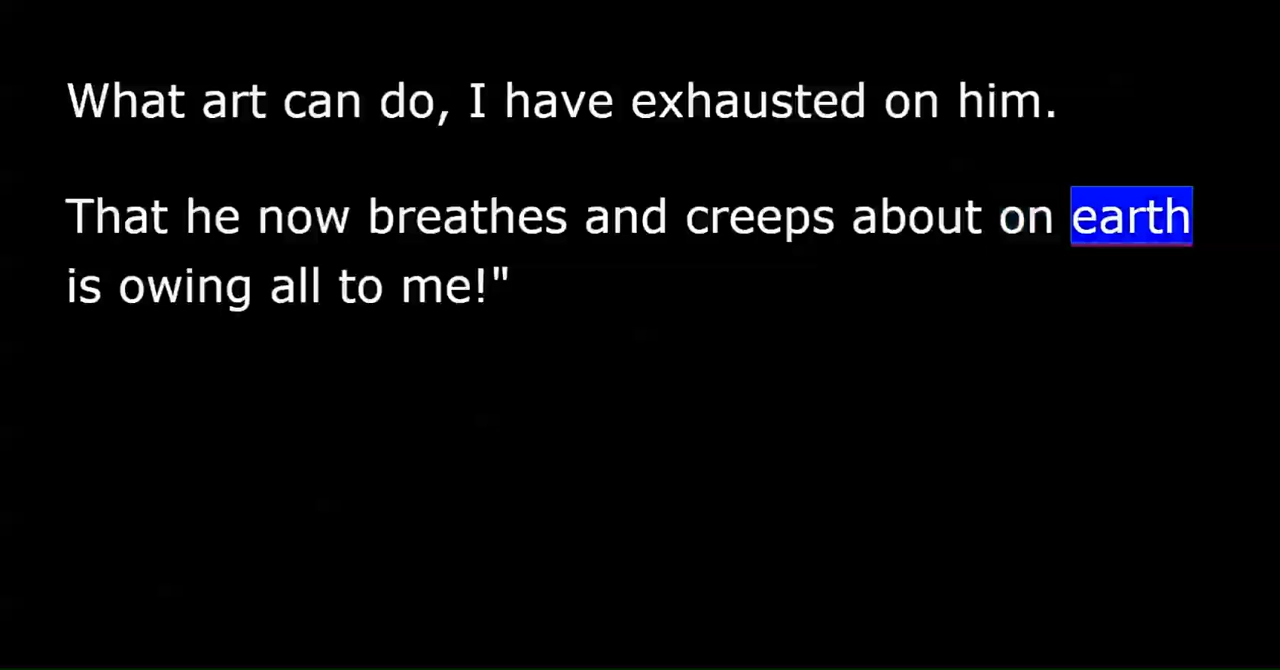 What art can do, I have exhausted on him.
That he now breathes and creeps about on earth
is owing all to me!"